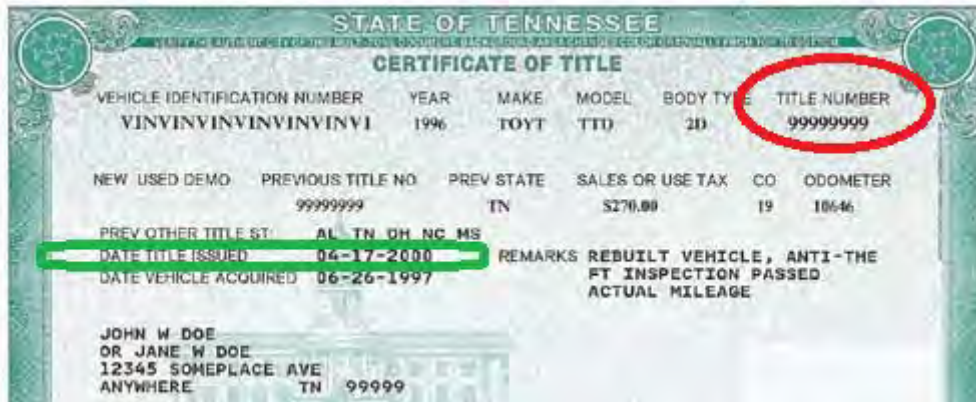 STATE OF TENNESSEE
CERTIFICATE OF TITLE
VEHICLE IDENTIFICATION NUMBER YEAR MAKE MODEL BODY TYPE TITLE NUMBER
VINVINVINVINVINVI 1996 TOYT TTD 2D 99999999
NEW USED DEMO PREVIOUS TITLE NO PREV STATE SALES OR USE TAX CO ODOMETER
99999999 TN $270.00 19 10646
PREV OTHER TITLE ST: AL TN OH NC MS
DATE TITLE ISSUED 04-17-2000 REMARKS REBUILT VEHICLE, ANTI-THE
DATE VEHICLE ACQUIRED 06-26-1997 FT INSPECTION PASSED
ACTUAL MILEAGE
JOHN W DOE
OR JANE W DOE
12345 SOMEPLACE AVE
ANYWHERE TN 99999